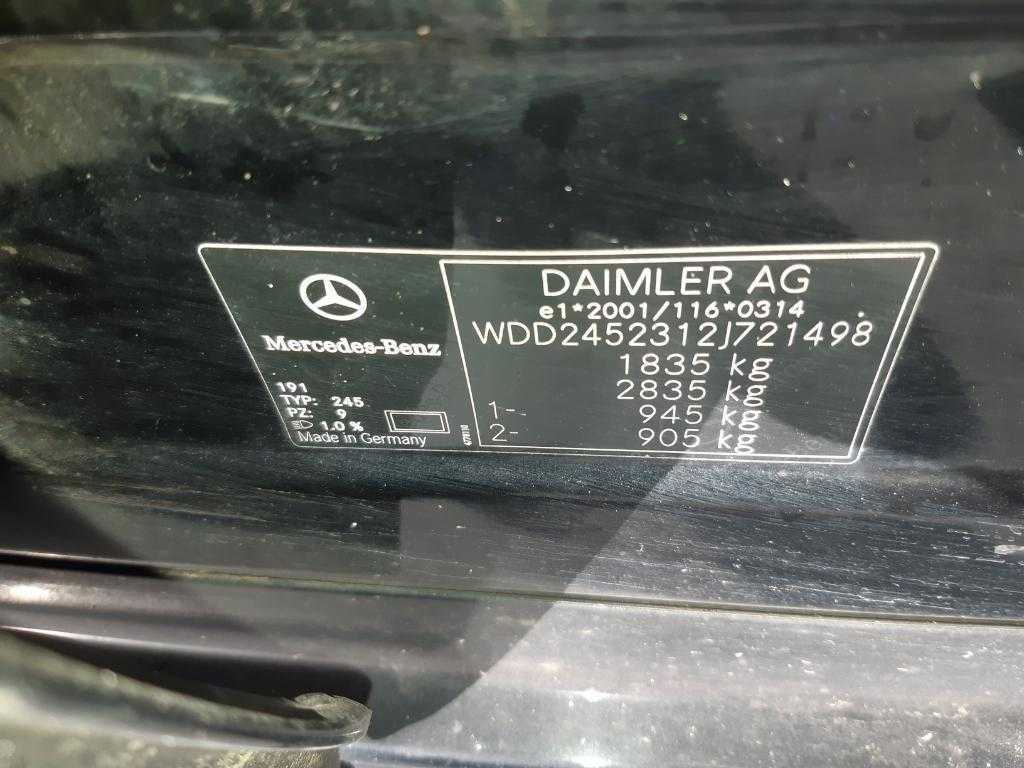 Mercedes-Benz
191
TYP: 245
PZ: 9
1.0 %
Made in Germany
DAIMLER AG
e1*2001/116*0314
WDD2452312J721498
1835 kg
2835 kg
1- 945 kg
2- 905 kg